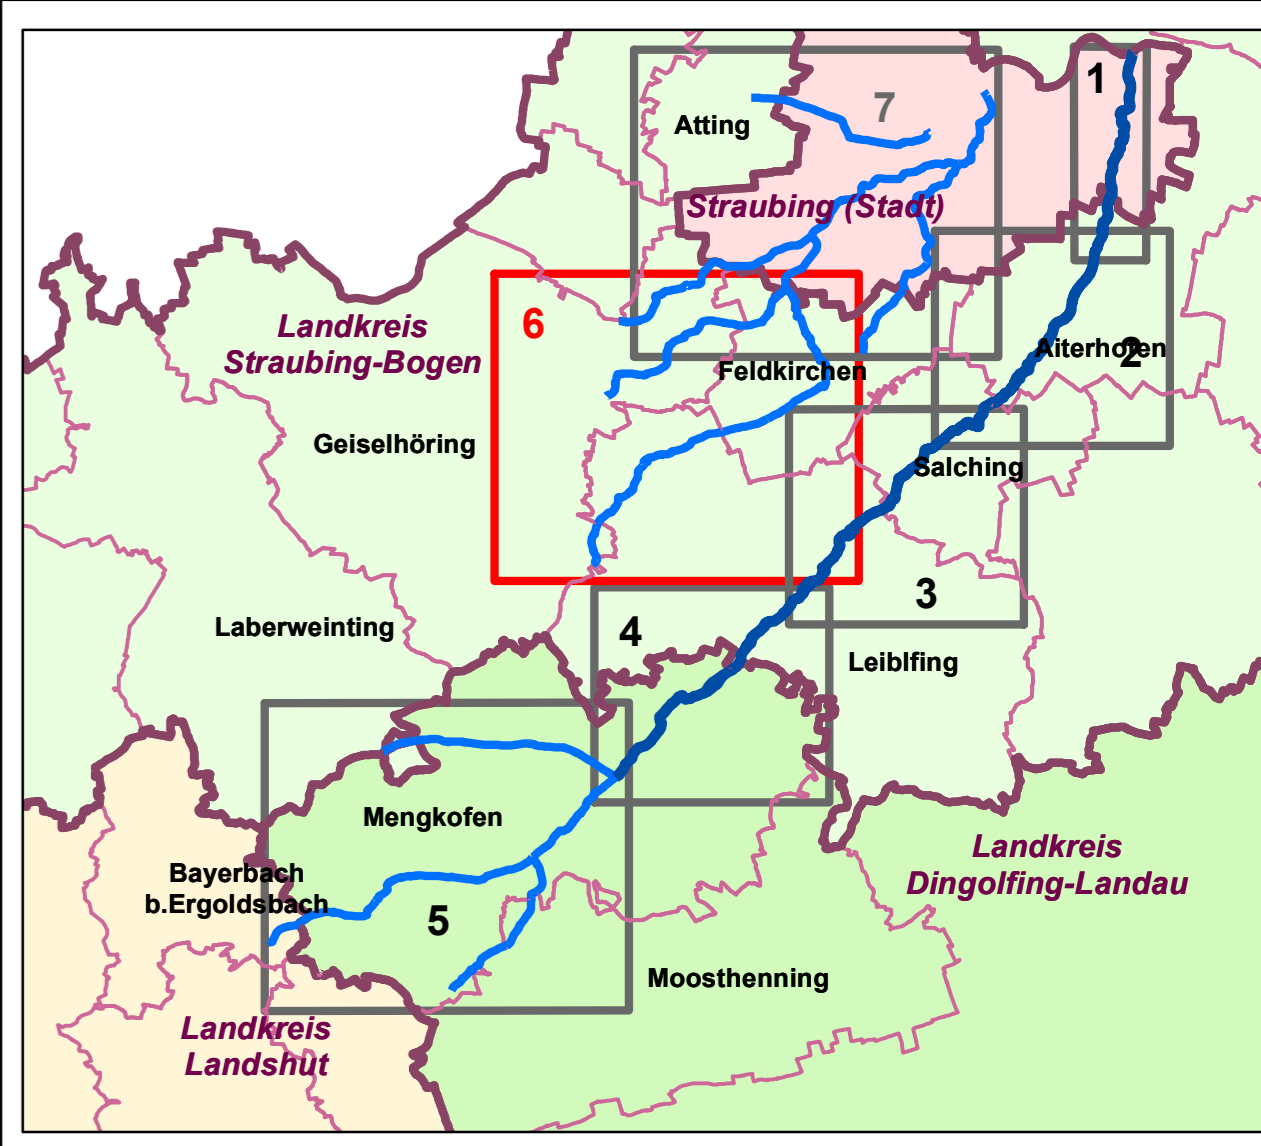 1
7
Atting
Straubing (Stadt)
6
Landkreis
Straubing-Bogen
Aiterhofen
2
Feldkirchen
Geiselhöring
Salching
3
Laberweinting
4
Leiblfing
Mengkofen
Landkreis
Dingolfing-Landau
Bayerbach
b.Ergoldsbach
5
Moosthenning
Landkreis
Landshut